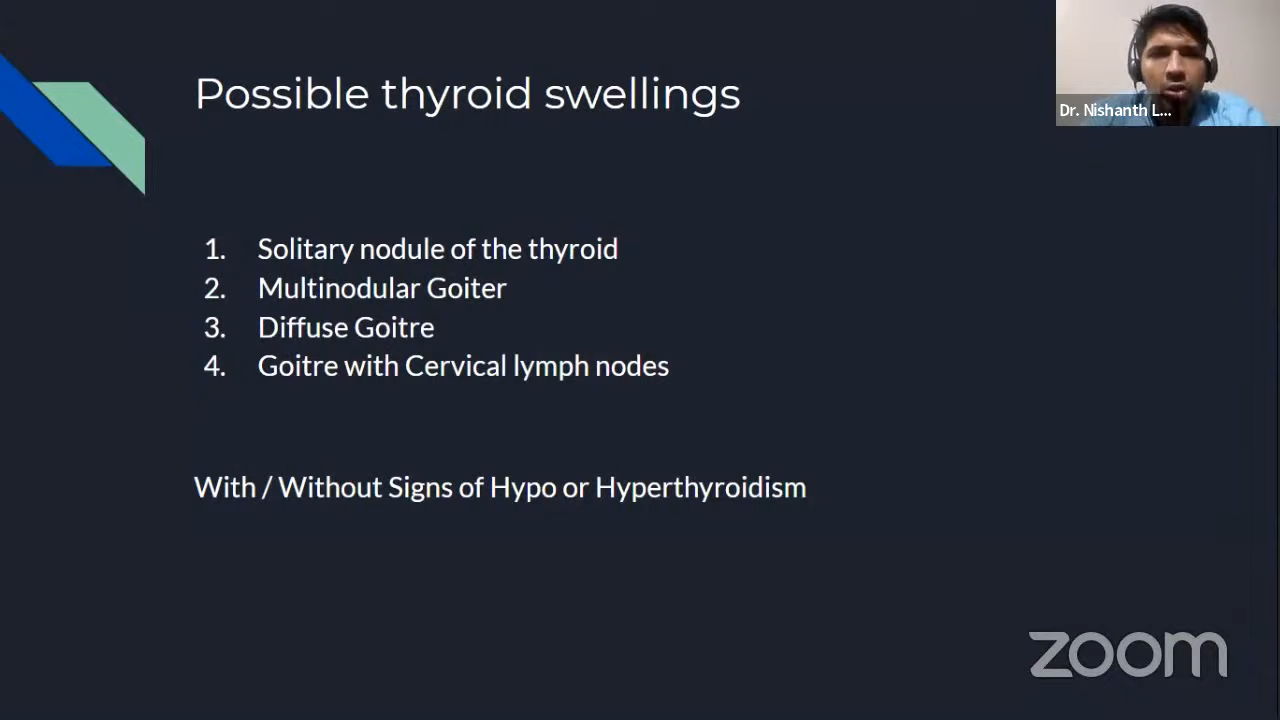 Possible thyroid swellings
Dr. Nishanth L...
1. Solitary nodule of the thyroid
2. Multinodular Goiter
3. Diffuse Goitre
4. Goitre with Cervical lymph nodes
With / Without Signs of Hypo or Hyperthyroidism
zoom